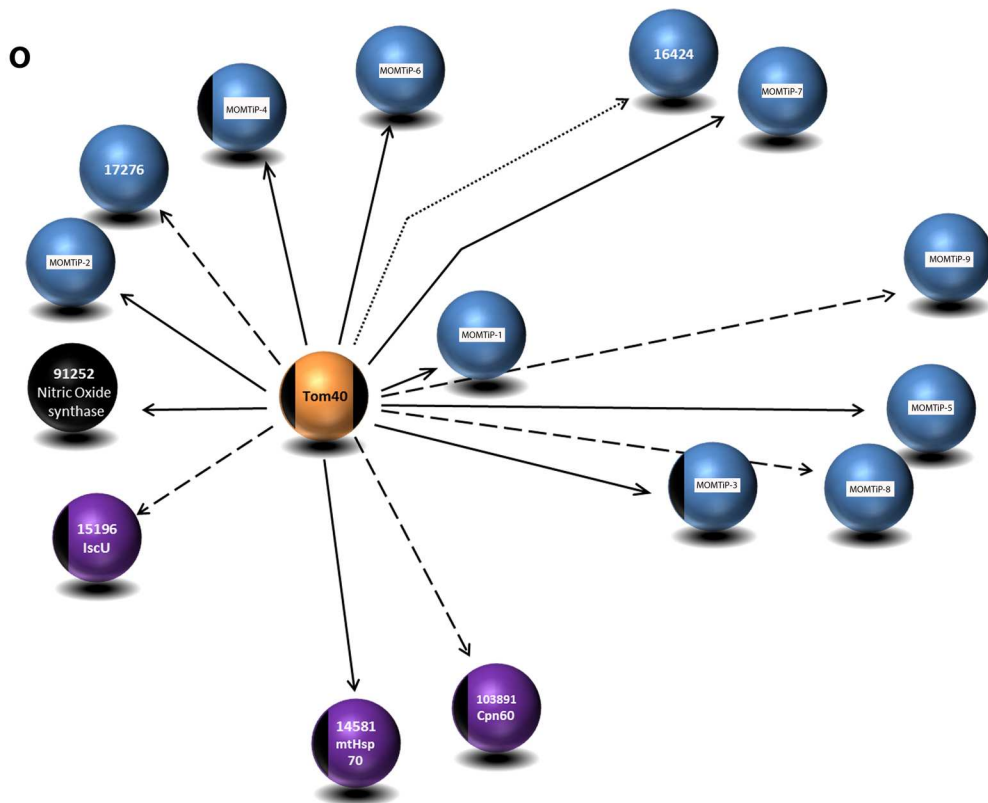 O
MOMTiP-6
16424
MOMTiP-7
MOMTiP-4
17276
MOMTiP-2
MOMTiP-9
MOMTiP-1
91252
Nitric Oxide
synthase
Tom40
MOMTiP-5
MOMTiP-3
MOMTiP-8
15196
IscU
103891
Cpn60
14581
mtHsp
70